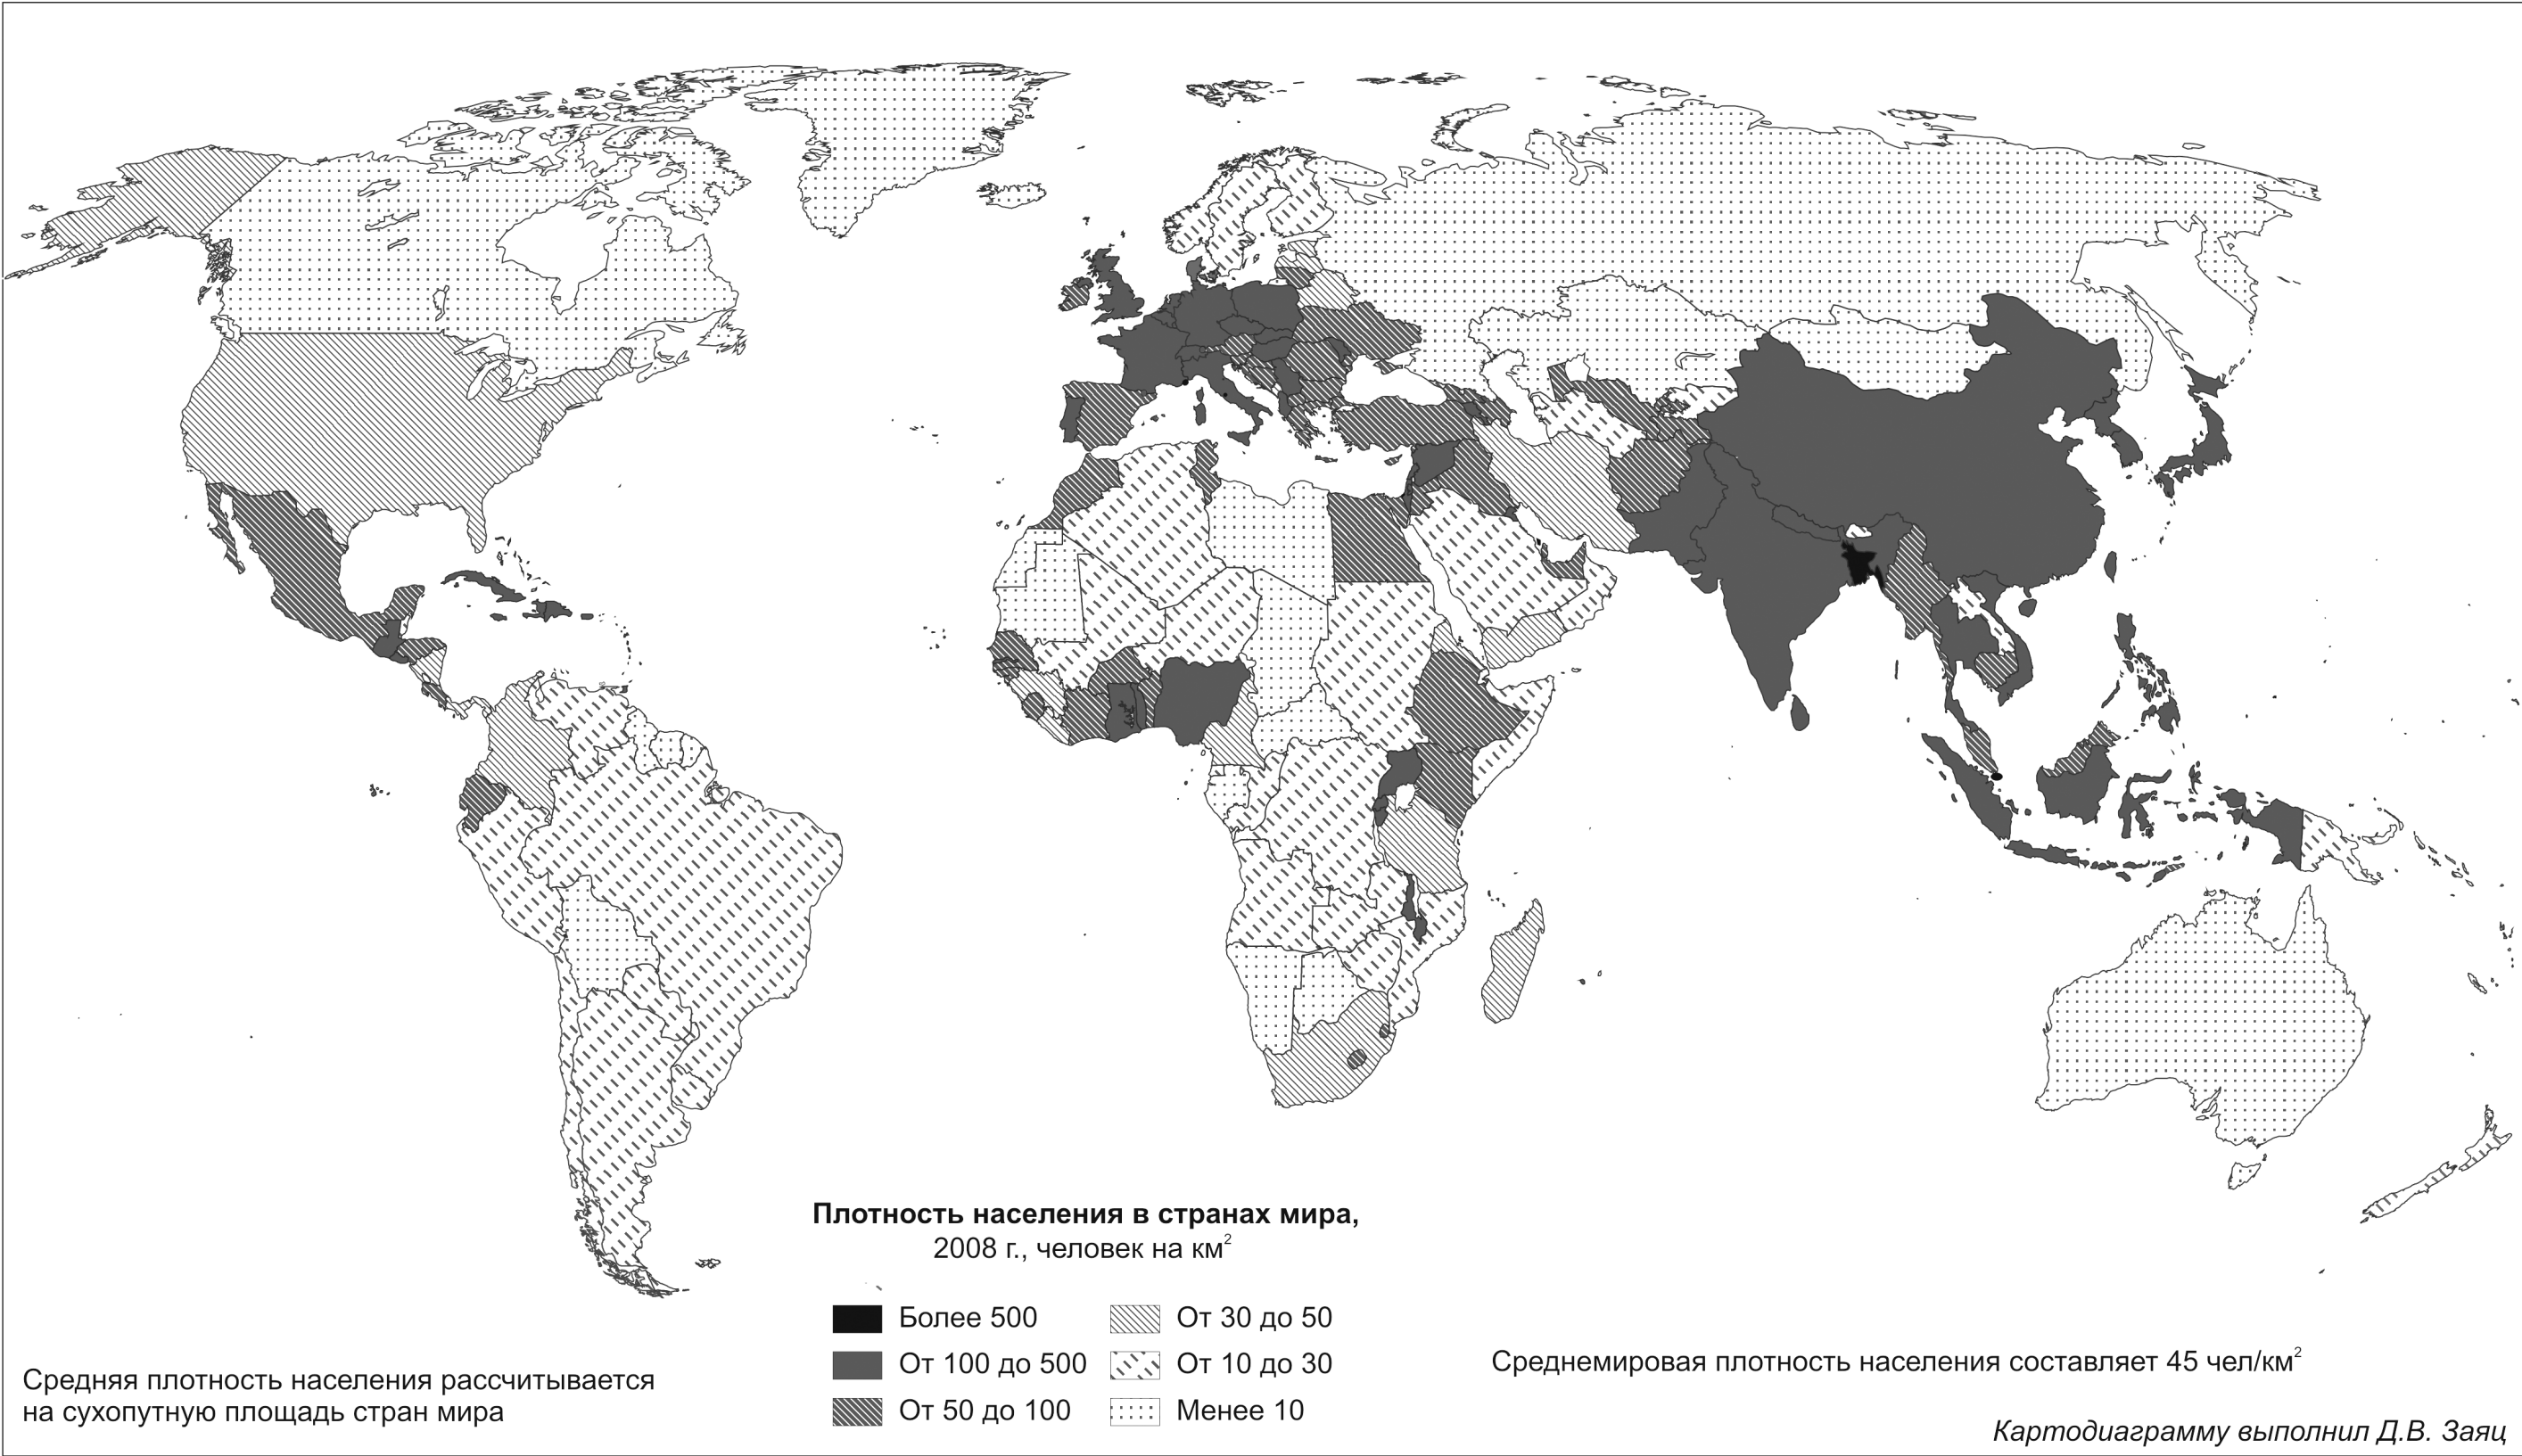 Плотность населения в странах мира,
2008 г., человек на км²
Более 500
От 100 до 500
От 50 до 100
От 30 до 50
От 10 до 30
Менее 10
Средняя плотность населения рассчитывается
на сухопутную площадь стран мира
Среднемировая плотность населения составляет 45 чел/км²
Картодиаграмму выполнил Д.В. Заяц